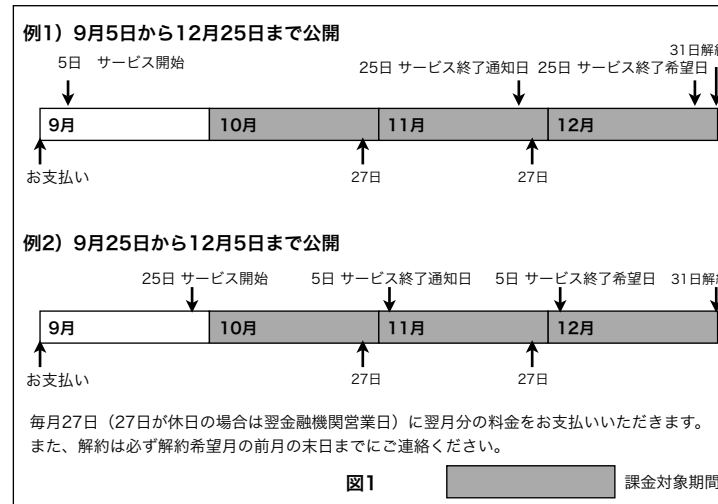 例1）9月5日から12月25日まで公開
31日解約
5日　サービス開始
25日 サービス終了通知日 25日 サービス終了希望日
9月 10月 11月 12月
お支払い 27日 27日
例2）9月25日から12月5日まで公開
25日 サービス開始 5日 サービス終了通知日 5日 サービス終了希望日 31日解約
9月 10月 11月 12月
お支払い 27日 27日
毎月27日（27日が休日の場合は翌金融機関営業日）に翌月分の料金をお支払いいただきます。
また、解約は必ず解約希望月の前月の末日までにご連絡ください。
図1 課金対象期間